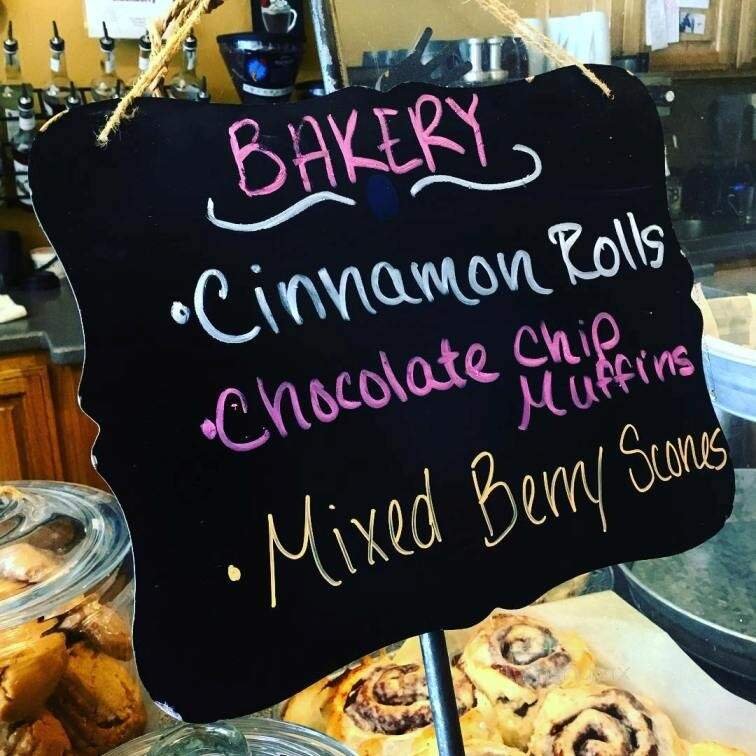 BAKERY
• Cinnamon Rolls
• Chocolate Chip
Muffins
• Mixed Berry Scones